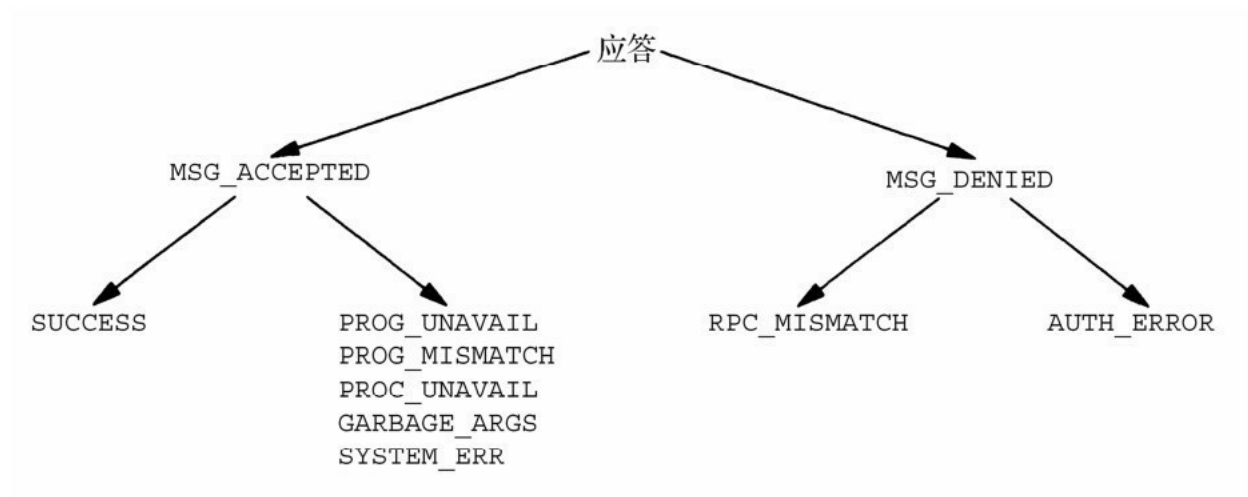 应答
MSG_ACCEPTED
MSG_DENIED
SUCCESS
PROG_UNAVAIL
PROG_MISMATCH
PROC_UNAVAIL
GARBAGE_ARGS
SYSTEM_ERR
RPC_MISMATCH
AUTH_ERROR